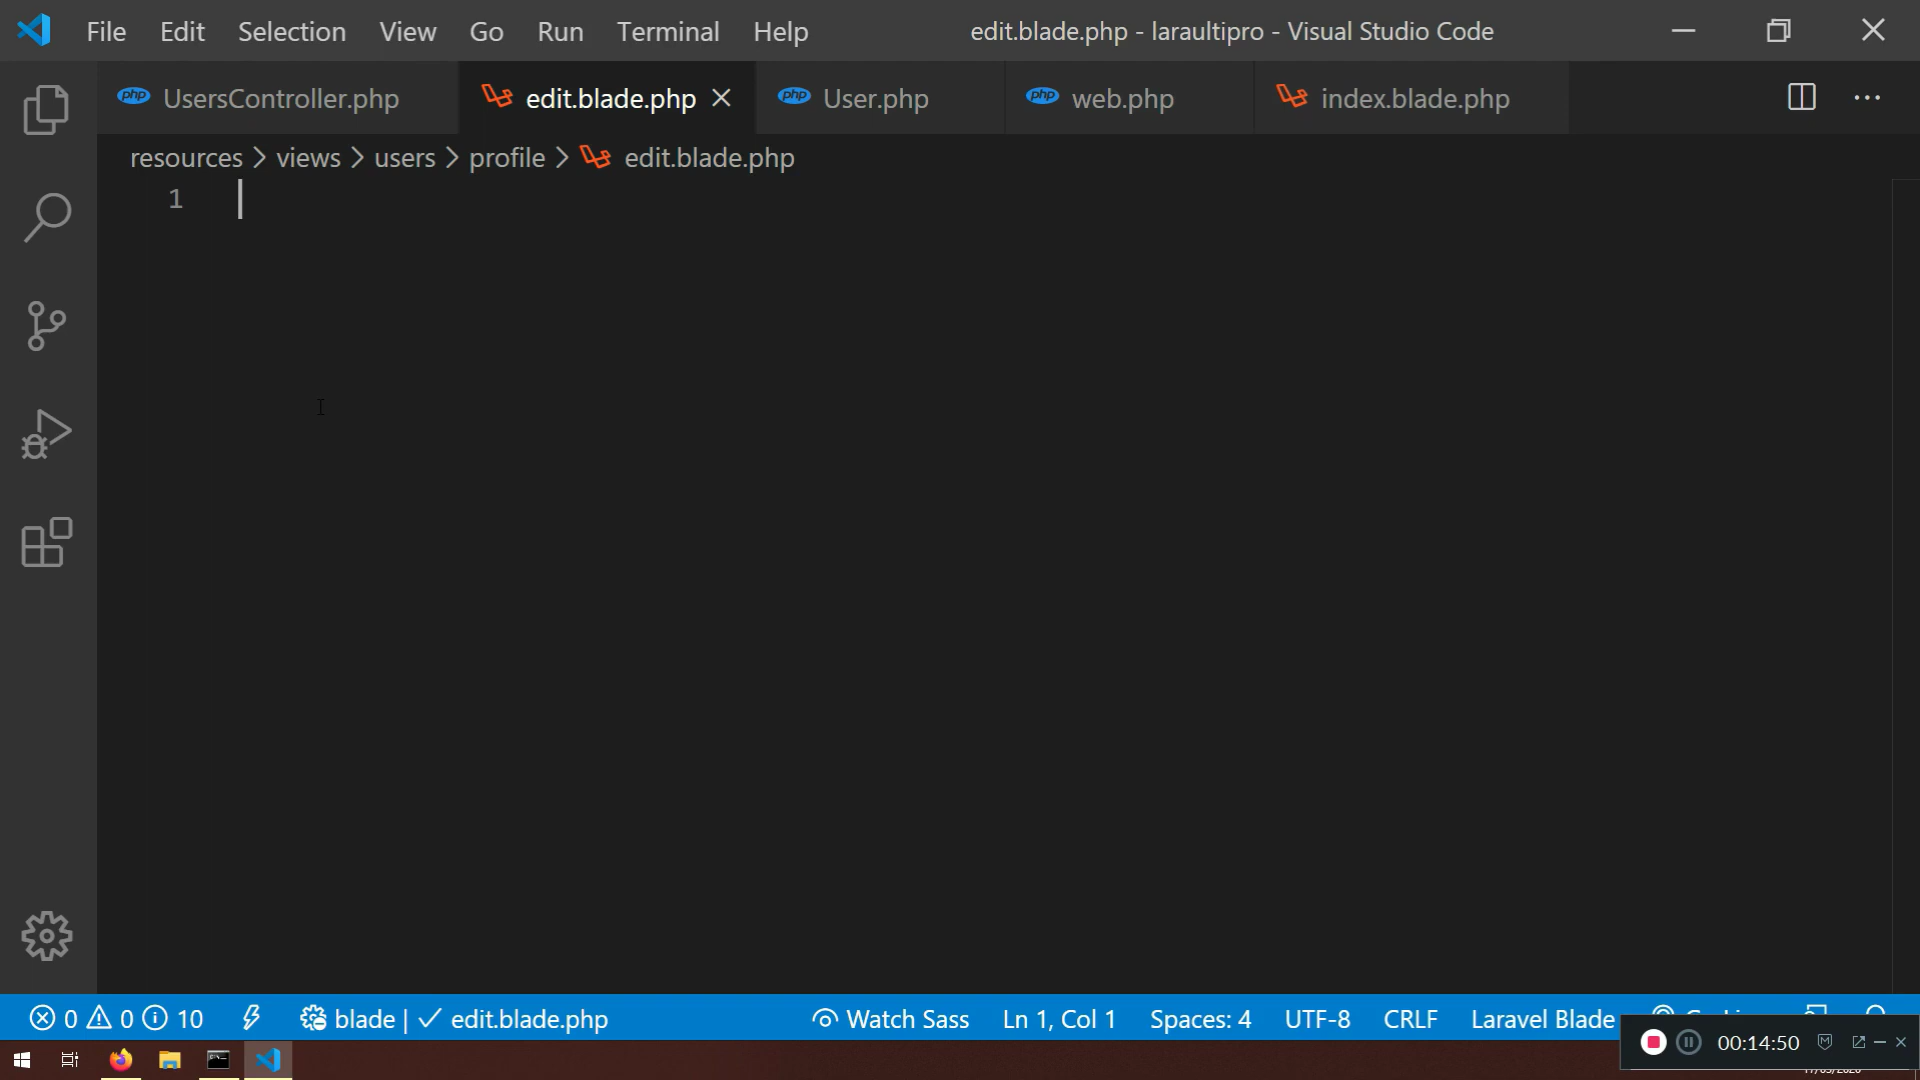 File Edit Selection View Go Run Terminal Help edit.blade.php - laraultipro - Visual Studio Code
php UsersController.php edit.blade.php php User.php php web.php index.blade.php
resources > views > users > profile > edit.blade.php
1
0 0 10 blade | ✓ edit.blade.php Watch Sass Ln 1, Col 1 Spaces: 4 UTF-8 CRLF Laravel Blade
00:14:50